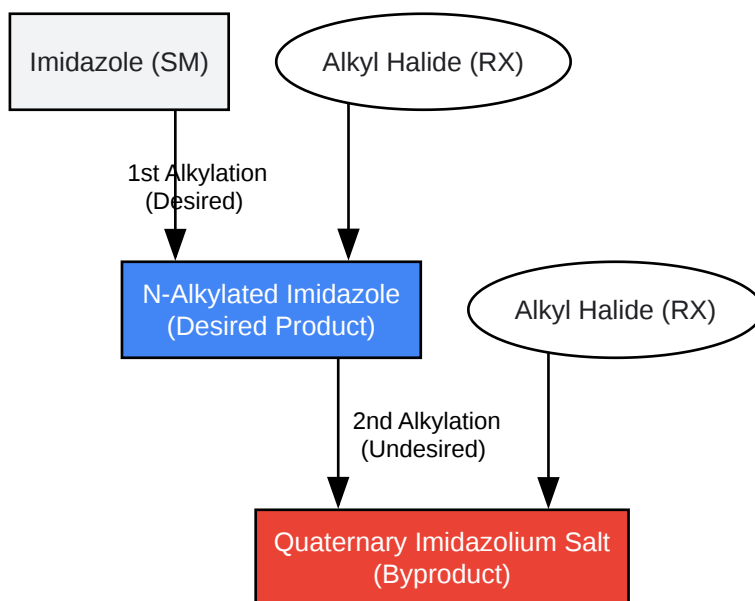 Imidazole (SM)
Alkyl Halide (RX)
1st Alkylation
(Desired)
N-Alkylated Imidazole
(Desired Product)
Alkyl Halide (RX)
2nd Alkylation
(Undesired)
Quaternary Imidazolium Salt
(Byproduct)